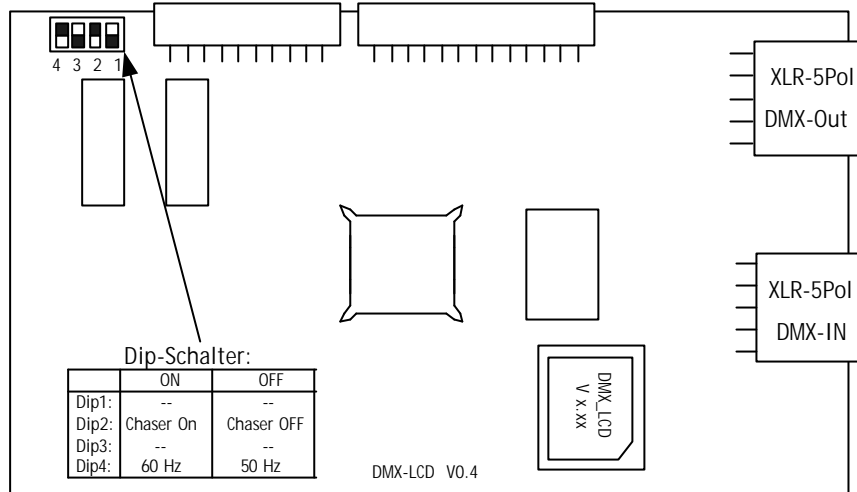 4 3 2 1
XLR-5Pol
DMX-Out
XLR-5Pol
DMX-IN
Dip-Schalter:
ON OFF
Dip1: -- --
Dip2: Chaser On Chaser OFF
Dip3: -- --
Dip4: 60 Hz 50 Hz
DMX_LCD
V x.xx
DMX-LCD V0.4